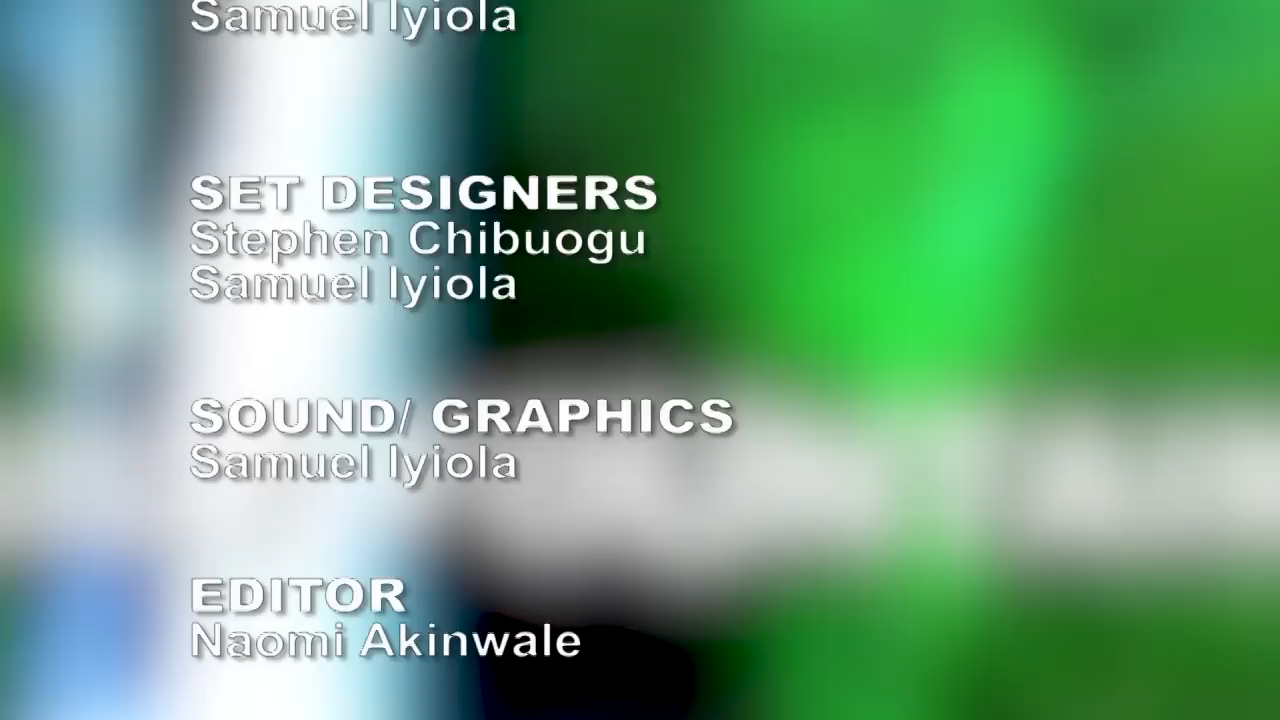 Samuel Iyiola
SET DESIGNERS
Stephen Chibuogu
Samuel Iyiola
SOUND/ GRAPHICS
Samuel Iyiola
EDITOR
Naomi Akinwale